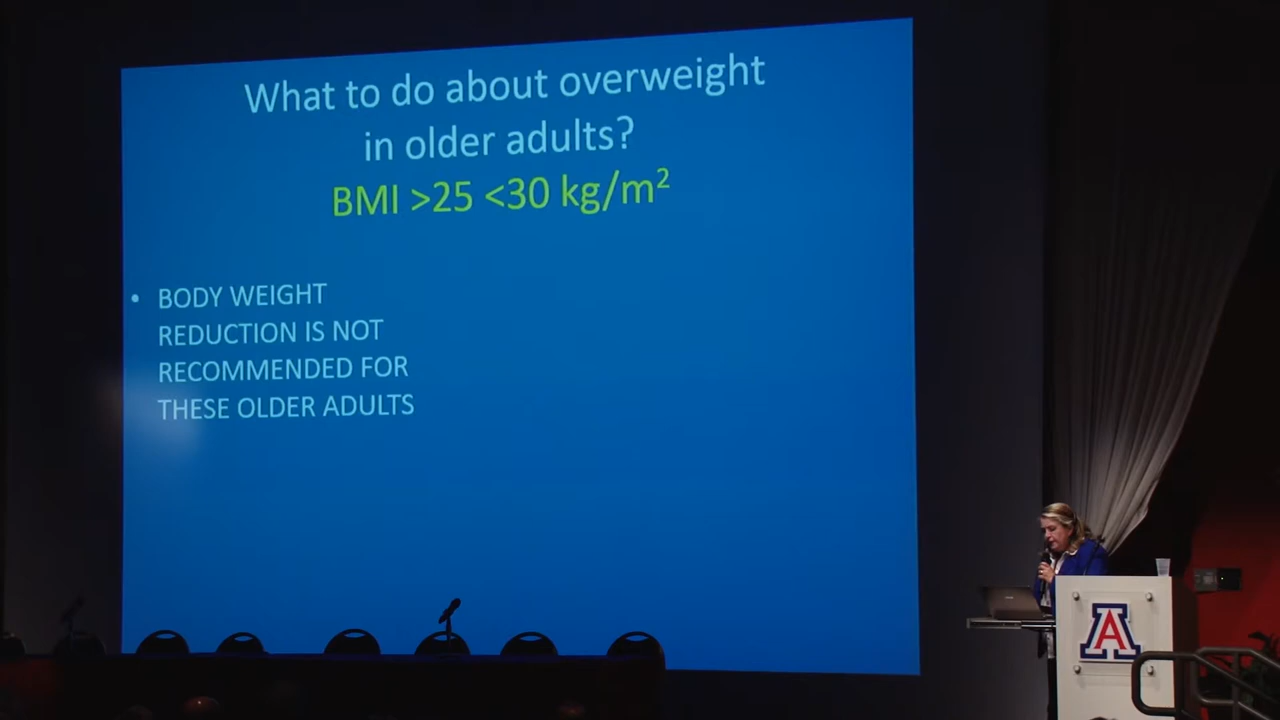 What to do about overweight
in older adults?
BMI >25 <30 kg/m²
• BODY WEIGHT
REDUCTION IS NOT
RECOMMENDED FOR
THESE OLDER ADULTS
A